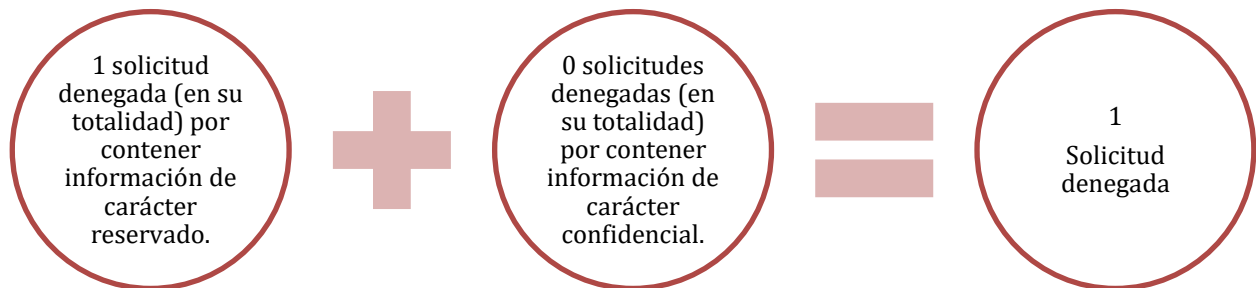 1 solicitud
denegada (en su
totalidad) por
contener
información de
carácter
reservado.
0 solicitudes
denegadas (en
su totalidad)
por contener
información de
carácter
confidencial.
1
Solicitud
denegada